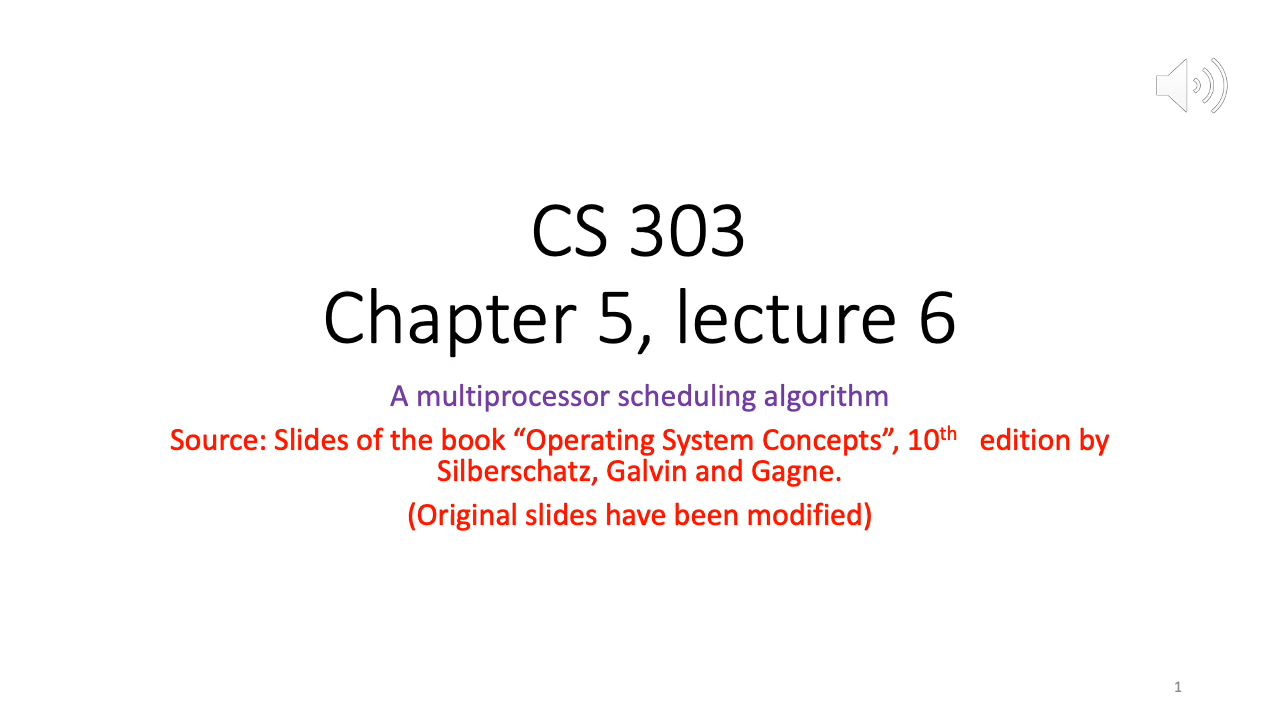 CS 303
Chapter 5, lecture 6
A multiprocessor scheduling algorithm
Source: Slides of the book “Operating System Concepts”, 10th edition by
Silberschatz, Galvin and Gagne.
(Original slides have been modified)
1